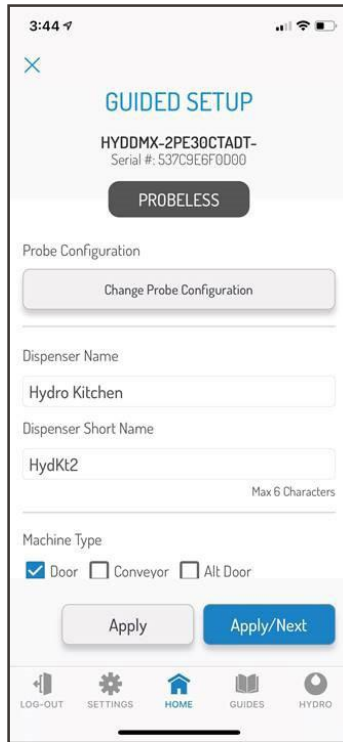 3:44
GUIDED SETUP
HYDDMX-2PE30CTADT-
Serial #: 537C9E6F0D00
PROBELESS
Probe Configuration
Change Probe Configuration
Dispenser Name
Hydro Kitchen
Dispenser Short Name
HydKt2
Max 6 Characters
Machine Type
Door Conveyor Alt Door
Apply Apply/Next
LOG-OUT SETTINGS HOME GUIDES HYDRO